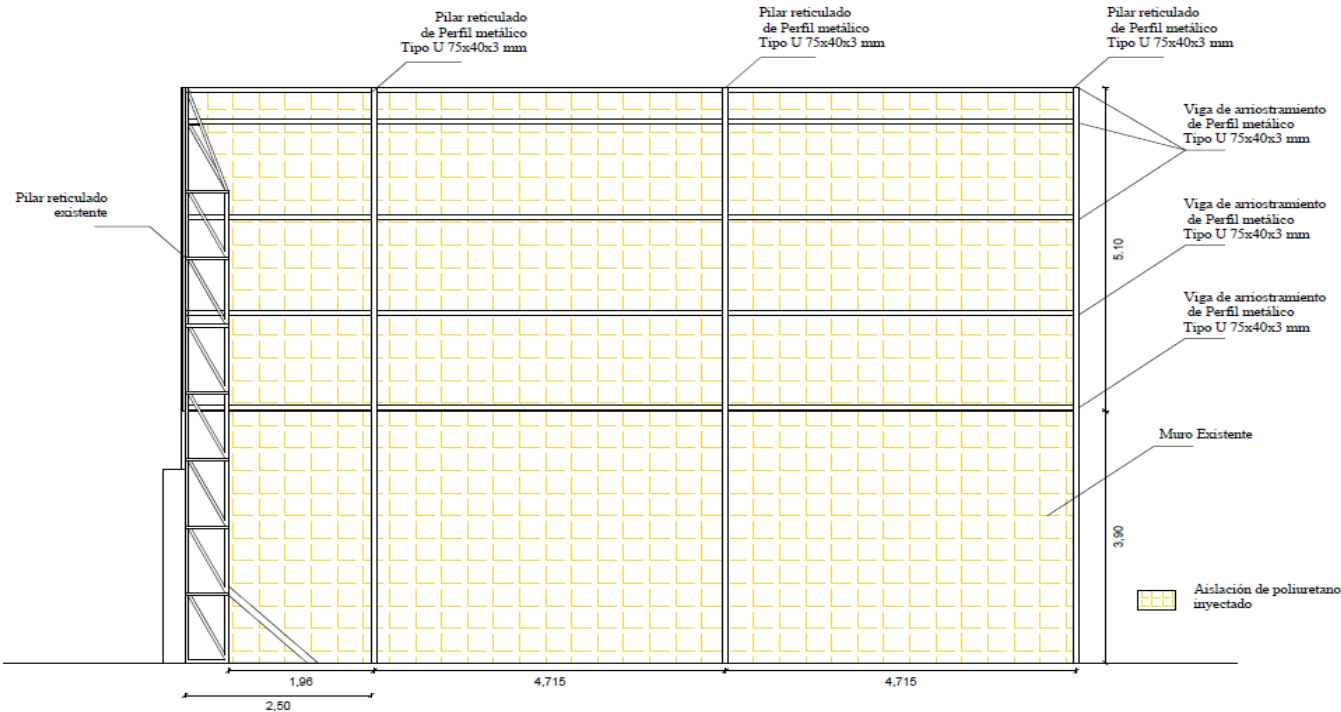 Pilar reticulado
de Perfil metálico
Tipo U 75x40x3 mm
Pilar reticulado
de Perfil metálico
Tipo U 75x40x3 mm
Pilar reticulado
de Perfil metálico
Tipo U 75x40x3 mm
Viga de arriostramiento
de Perfil metálico
Tipo U 75x40x3 mm
Pilar reticulado
existente
Viga de arriostramiento
de Perfil metálico
Tipo U 75x40x3 mm
5,10
Viga de arriostramiento
de Perfil metálico
Tipo U 75x40x3 mm
Muro Existente
3,90
Aislación de poliuretano
inyectado
1,96
4,715
4,715
2,50